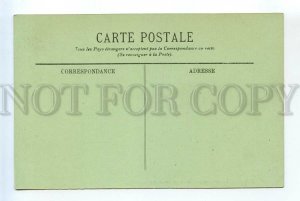 CARTE POSTALE
Tous les Pays étrangers n'acceptent pas la Correspondance au recto
(Se renseigner à la Poste).
CORRESPONDANCE ADRESSE
NOT FOR COPY